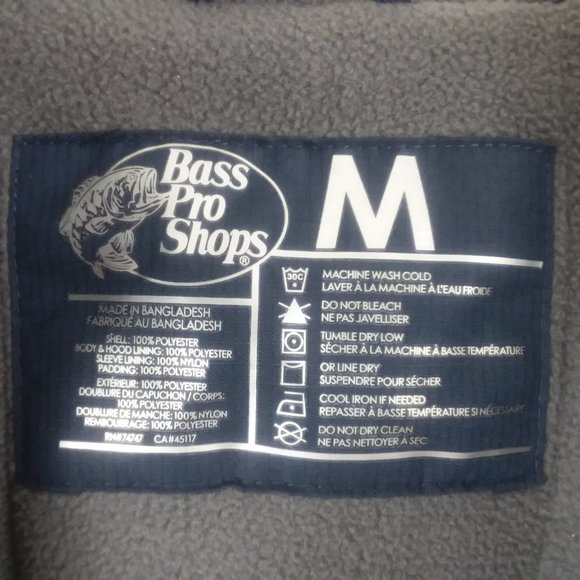 Bass
Pro
Shops®
M
MADE IN BANGLADESH
FABRIQUÉ AU BANGLADESH
SHELL: 100% POLYESTER
BODY & HOOD LINING: 100% POLYESTER
SLEEVE LINING: 100% NYLON
PADDING: 100% POLYESTER
EXTÉRIEUR: 100% POLYESTER
DOUBLURE DU CAPUCHON / CORPS:
100% POLYESTER
DOUBLURE DE MANCHE: 100% NYLON
REMBOURRAGE: 100% POLYESTER
RN#74747 CA#45117
30C
MACHINE WASH COLD
LAVER À LA MACHINE À L'EAU FROIDE
DO NOT BLEACH
NE PAS JAVELLISER
TUMBLE DRY LOW
SÉCHER À LA MACHINE À BASSE TEMPÉRATURE
OR LINE DRY
SUSPENDRE POUR SÉCHER
COOL IRON IF NEEDED
REPASSER À BASSE TEMPÉRATURE SI NÉCESSAIRE
DO NOT DRY CLEAN
NE PAS NETTOYER À SEC